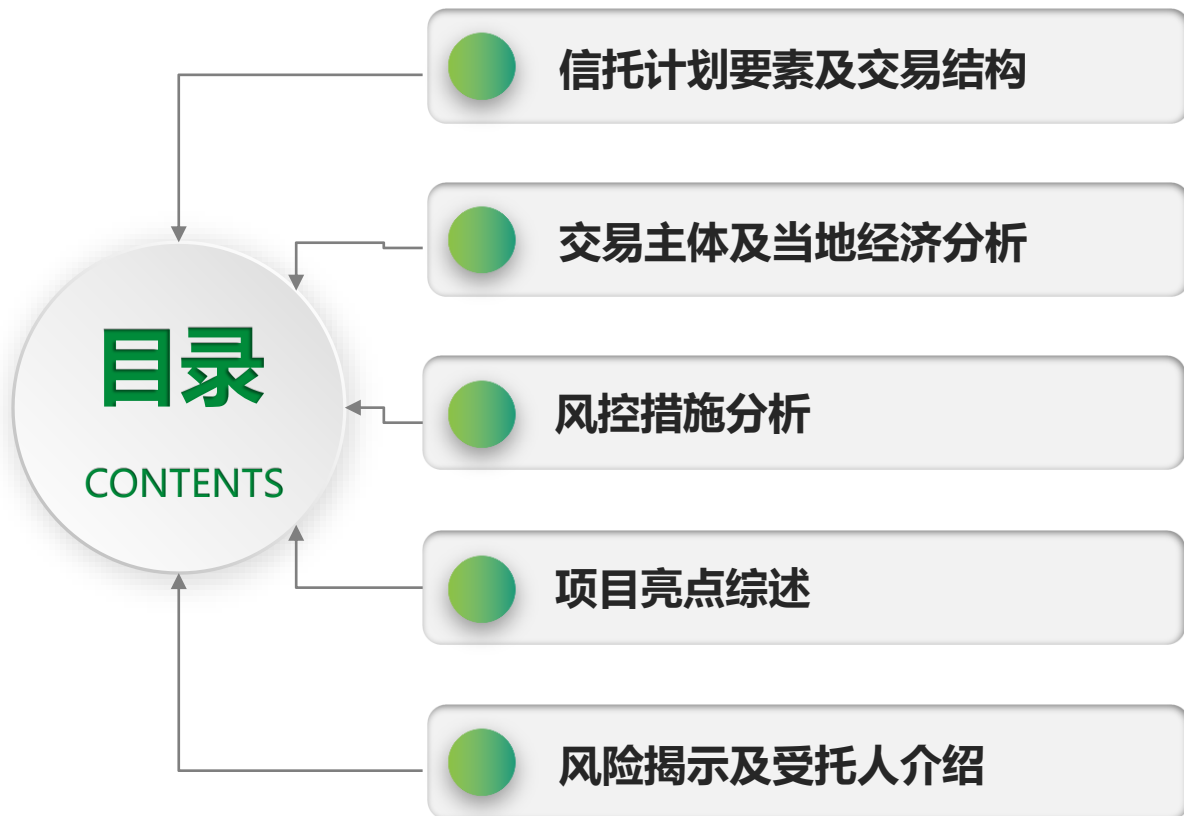 目录
CONTENTS
信托计划要素及交易结构
交易主体及当地经济分析
风控措施分析
项目亮点综述
风险揭示及受托人介绍